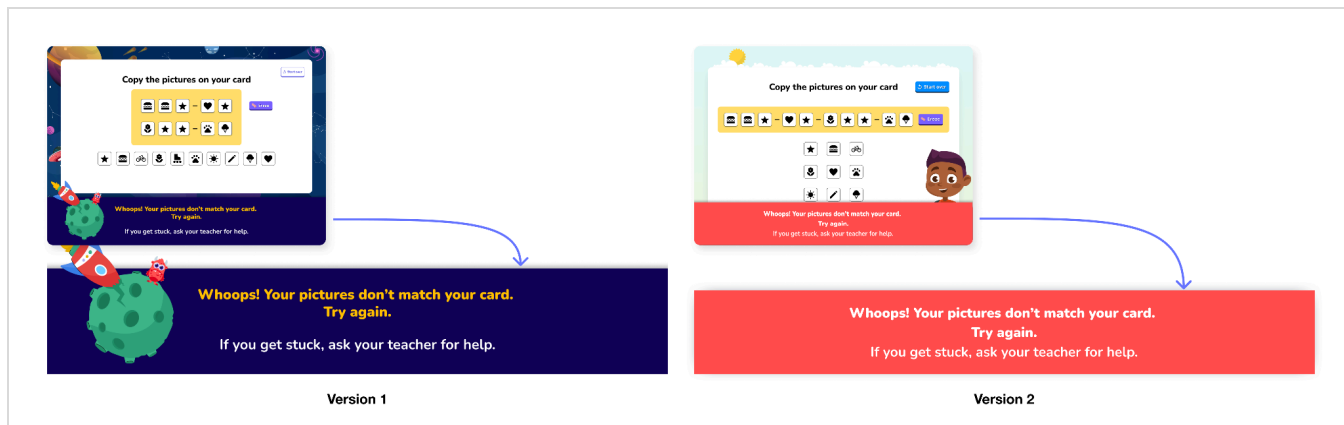 Copy the pictures on your card
Erase
Whoops! Your pictures don't match your card.
Try again.
If you get stuck, ask your teacher for help.
Whoops! Your pictures don't match your card.
Try again.
If you get stuck, ask your teacher for help.
Version 1
Copy the pictures on your card
Start over
Erase
Whoops! Your pictures don't match your card.
Try again.
If you get stuck, ask your teacher for help.
Whoops! Your pictures don't match your card.
Try again.
If you get stuck, ask your teacher for help.
Version 2